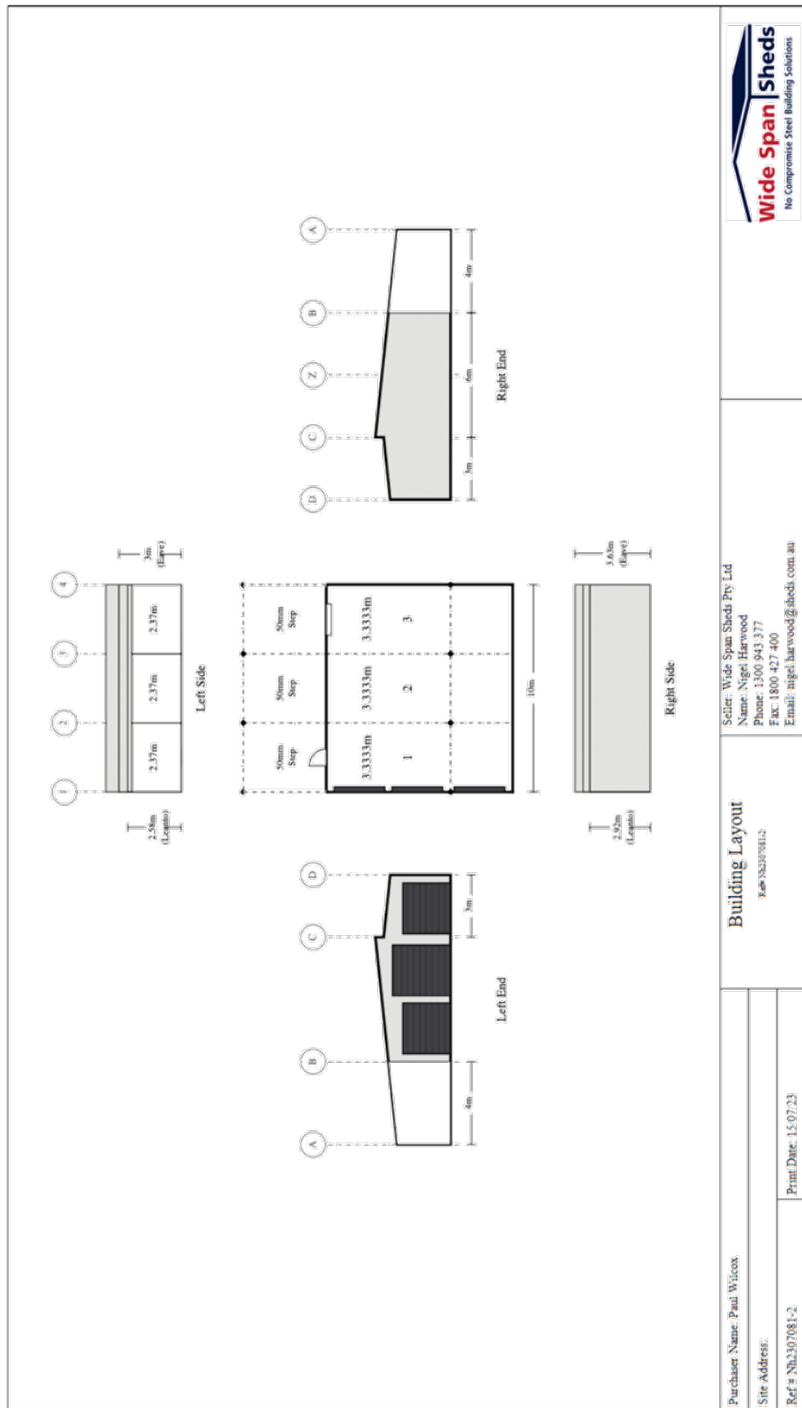 A
B
Z
C
D
4m
6m
3m
Right End
1
2
3
4
3m
(Eave)
2.58m
(Leanto)
2.37m
2.37m
2.37m
Left Side
50mm
Step
50mm
Step
50mm
Step
3.3333m
3.3333m
3.3333m
1
2
3
10m
3.63m
(Eave)
2.92m
(Leanto)
Right Side
A
B
C
D
4m
3m
Left End
Purchaser Name: Paul Wilcox
Site Address:
Ref # Nh2307081-2
Print Date: 15/07/23
Building Layout
Ref# Nh2307081-2
Seller: Wide Span Sheds Pty Ltd
Name: Nigel Harwood
Phone: 1300 943 377
Fax: 1800 427 400
Email: nigel.harwood@sheds.com.au
Wide Span Sheds
No Compromise Steel Building Solutions